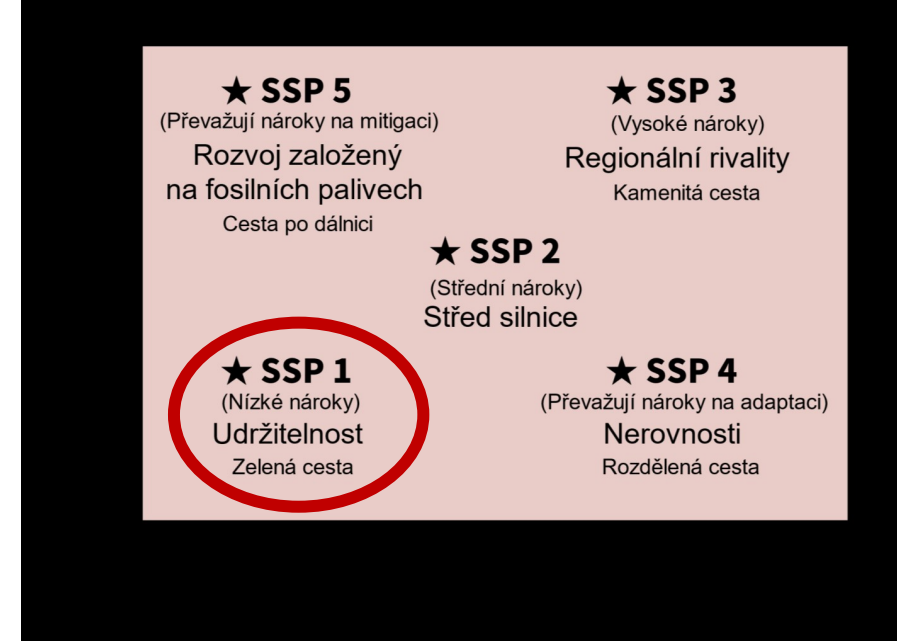 ★ SSP 5
(Převažují nároky na mitigaci)
Rozvoj založený
na fosilních palivech
Cesta po dálnici
★ SSP 3
(Vysoké nároky)
Regionální rivality
Kamenitá cesta
★ SSP 2
(Střední nároky)
Střed silnice
★ SSP 1
(Nízké nároky)
Udržitelnost
Zelená cesta
★ SSP 4
(Převažují nároky na adaptaci)
Nerovnosti
Rozdělená cesta